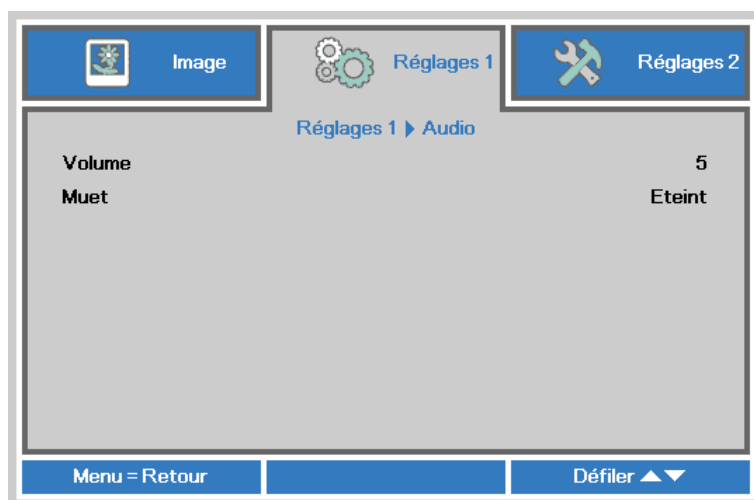 Image
Réglages 1
Réglages 2
Réglages 1 ▶ Audio
Volume 5
Muet Eteint
Menu = Retour
Défiler ▲▼